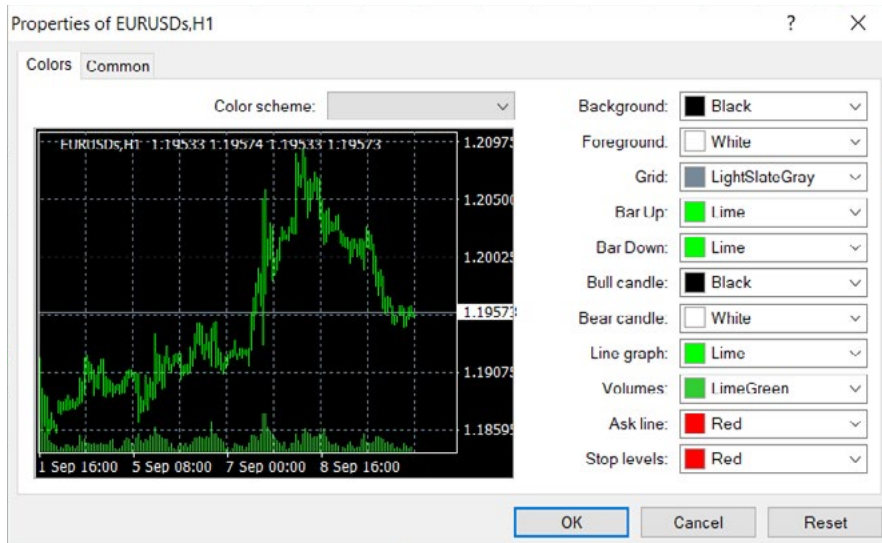 Properties of EURUSDs,H1
?
Colors
Common
Color scheme:
EURUSDs,H1 1.19533 1.19574 1.19533 1.19573
1.20975
1.20500
1.20025
1.19573
1.19075
1.18595
1 Sep 16:00 5 Sep 08:00 7 Sep 00:00 8 Sep 16:00
Background: Black
Foreground: White
Grid: LightSlateGray
Bar Up: Lime
Bar Down: Lime
Bull candle: Black
Bear candle: White
Line graph: Lime
Volumes: LimeGreen
Ask line: Red
Stop levels: Red
OK
Cancel
Reset